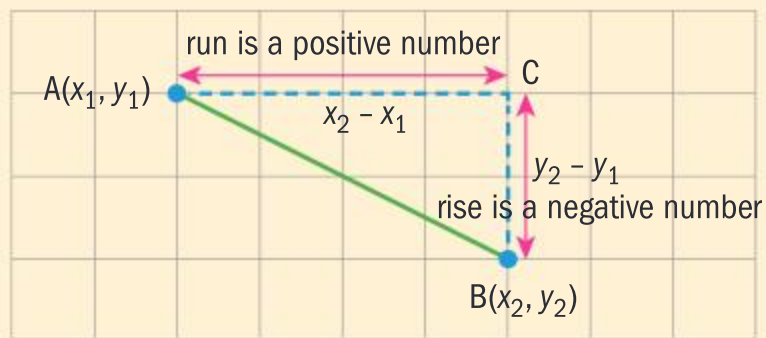 run is a positive number
C
A(x₁, y₁)
x₂ – x₁
y₂ – y₁
rise is a negative number
B(x₂, y₂)